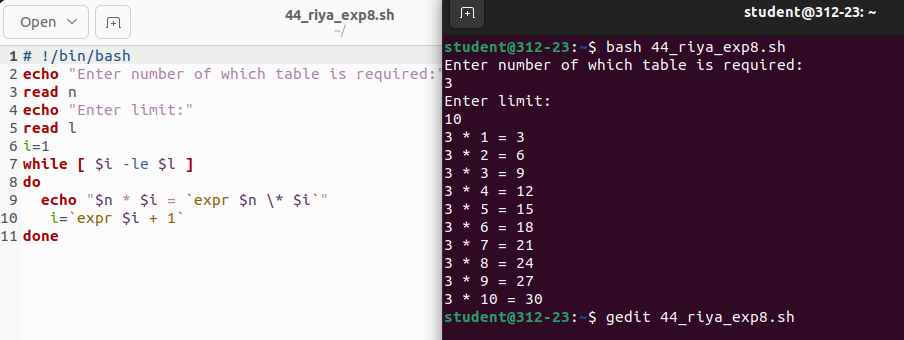 Open
44_riya_exp8.sh
~/
1 # !/bin/bash
2 echo "Enter number of which table is required:"
3 read n
4 echo "Enter limit:"
5 read l
6 i=1
7 while [ $i -le $l ]
8 do
9   echo "$n * $i = `expr $n \* $i`"
10    i=`expr $i + 1`
11 done
student@312-23: ~
student@312-23:~$ bash 44_riya_exp8.sh
Enter number of which table is required:
3
Enter limit:
10
3 * 1 = 3
3 * 2 = 6
3 * 3 = 9
3 * 4 = 12
3 * 5 = 15
3 * 6 = 18
3 * 7 = 21
3 * 8 = 24
3 * 9 = 27
3 * 10 = 30
student@312-23:~$ gedit 44_riya_exp8.sh